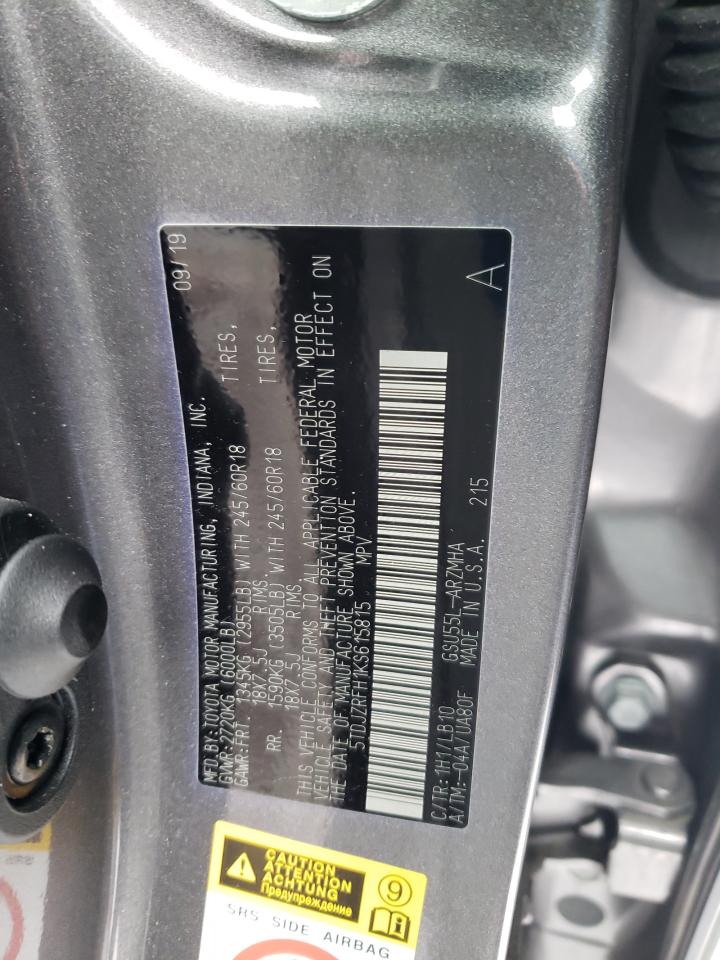 09/19
MFD.BY:TOYOTA MOTOR MANUFACTURING, INDIANA, INC.
GVWR:2720KG(6000LB)
GAWR:FRT. 1345KG (2955LB) WITH 245/60R18 TIRES,
18X7.5J RIMS
RR. 1590KG (3505LB) WITH 245/60R18 TIRES,
18X7.5J RIMS
THIS VEHICLE CONFORMS TO ALL APPLICABLE FEDERAL MOTOR
VEHICLE SAFETY AND THEFT PREVENTION STANDARDS IN EFFECT ON
THE DATE OF MANUFACTURE SHOWN ABOVE.
5TDJZRFH1KS615875 MPV
C/TR:1H1/LB10 GSU55L-ARZMHA
A/TM:-04A/UA80F MADE IN U.S.A. 215
A
CAUTION
ATTENTION
ACHTUNG
Предупреждение
9
i
SRS SIDE AIRBAG